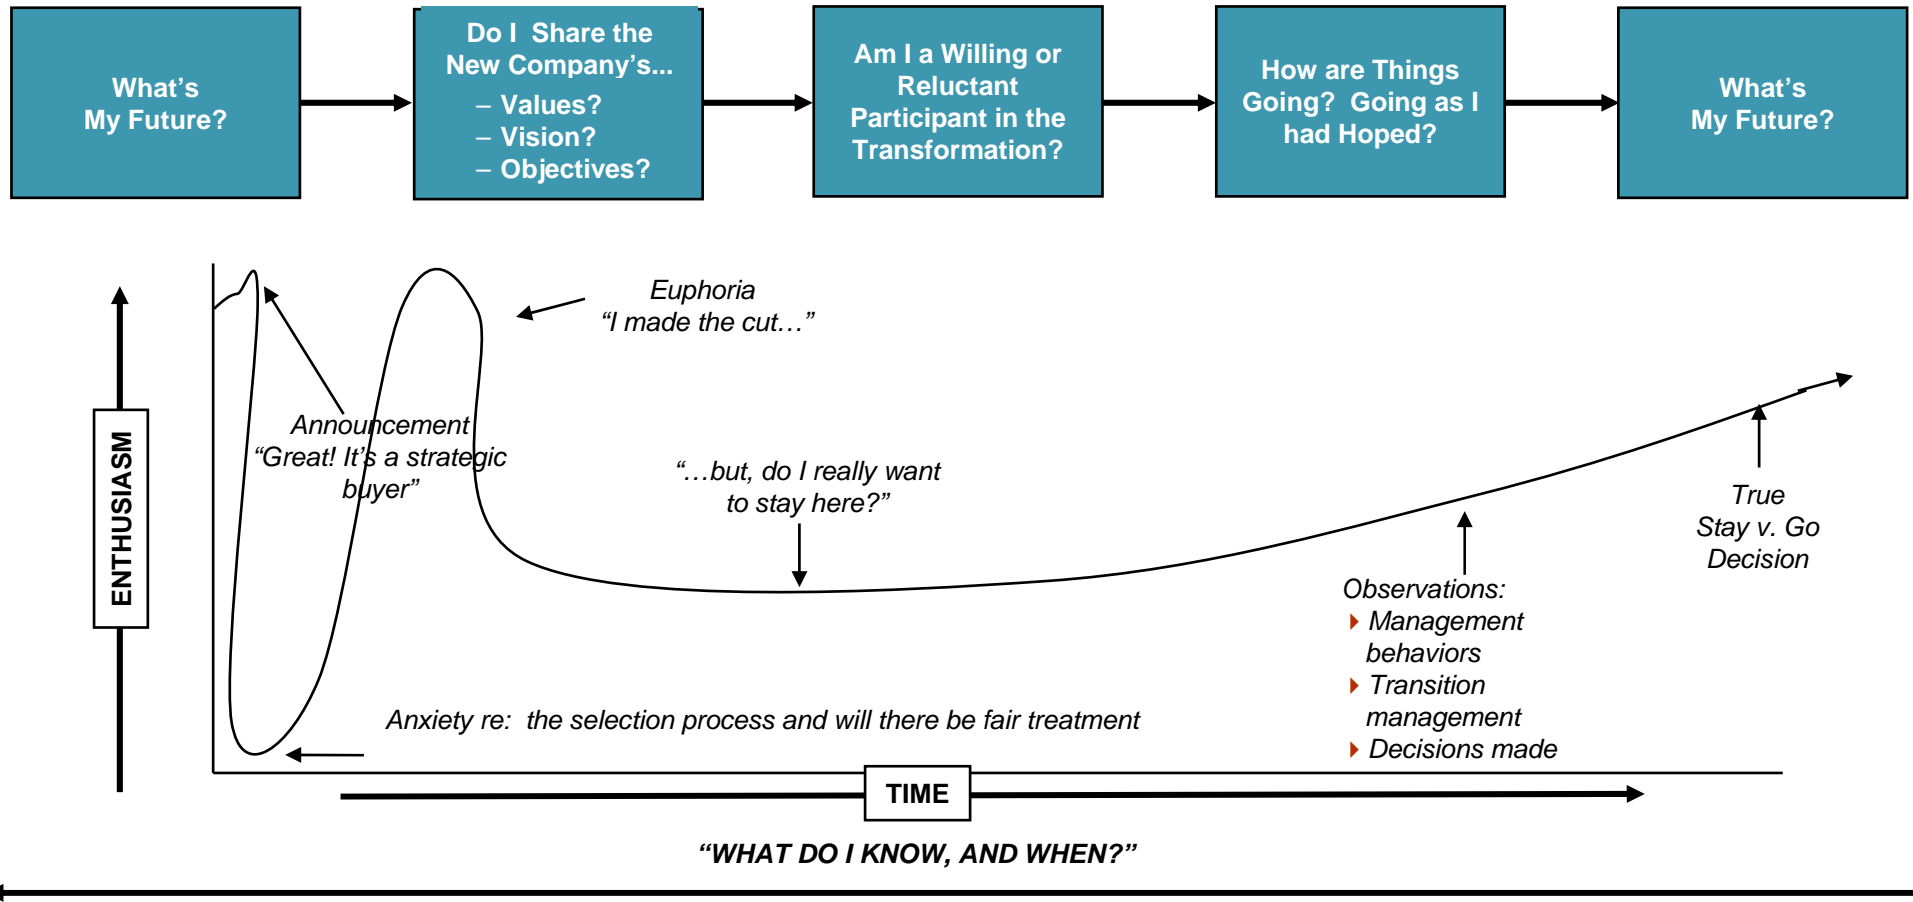 What's
My Future?
Do I  Share the
New Company's...
– Values?
– Vision?
– Objectives?
Am I a Willing or
Reluctant
Participant in the
Transformation?
How are Things
Going?  Going as I
had Hoped?
What's
My Future?
ENTHUSIASM
Euphoria
“I made the cut…”
Announcement
“Great! It's a strategic
buyer”
“…but, do I really want
to stay here?”
True
Stay v. Go
Decision
Observations:
Management
behaviors
Transition
management
Decisions made
Anxiety re:  the selection process and will there be fair treatment
TIME
“WHAT DO I KNOW, AND WHEN?”